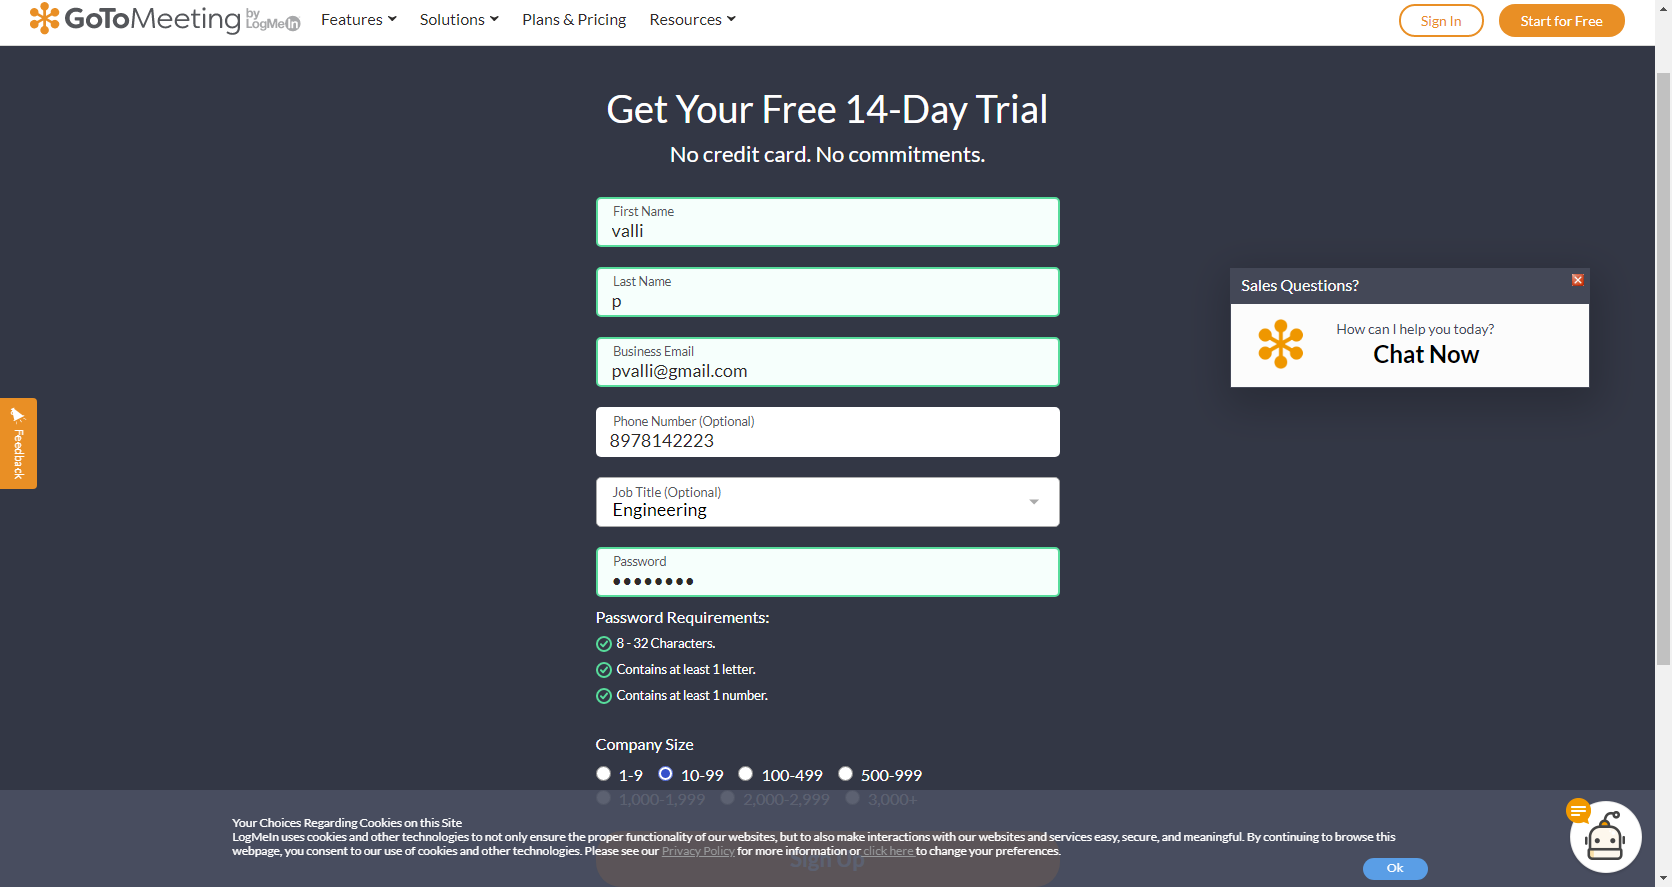 GoToMeeting by LogMeIn
Features Solutions Plans & Pricing Resources Sign In Start for Free
Get Your Free 14-Day Trial
No credit card. No commitments.
First Name
valli
Last Name
p
Sales Questions?
How can I help you today?
Chat Now
Business Email
pvalli@gmail.com
Feedback
Phone Number (Optional)
8978142223
Job Title (Optional)
Engineering
Password
Password Requirements:
8 - 32 Characters.
Contains at least 1 letter.
Contains at least 1 number.
Company Size
1-9 10-99 100-499 500-999
1,000-1,999 2,000-2,999 3,000+
Your Choices Regarding Cookies on this Site
LogMeIn uses cookies and other technologies to not only ensure the proper functionality of our websites, but to also make interactions with our websites and services easy, secure, and meaningful. By continuing to browse this
webpage, you consent to our use of cookies and other technologies. Please see our Privacy Policy for more information or click here to change your preferences.
Sign Up
Ok